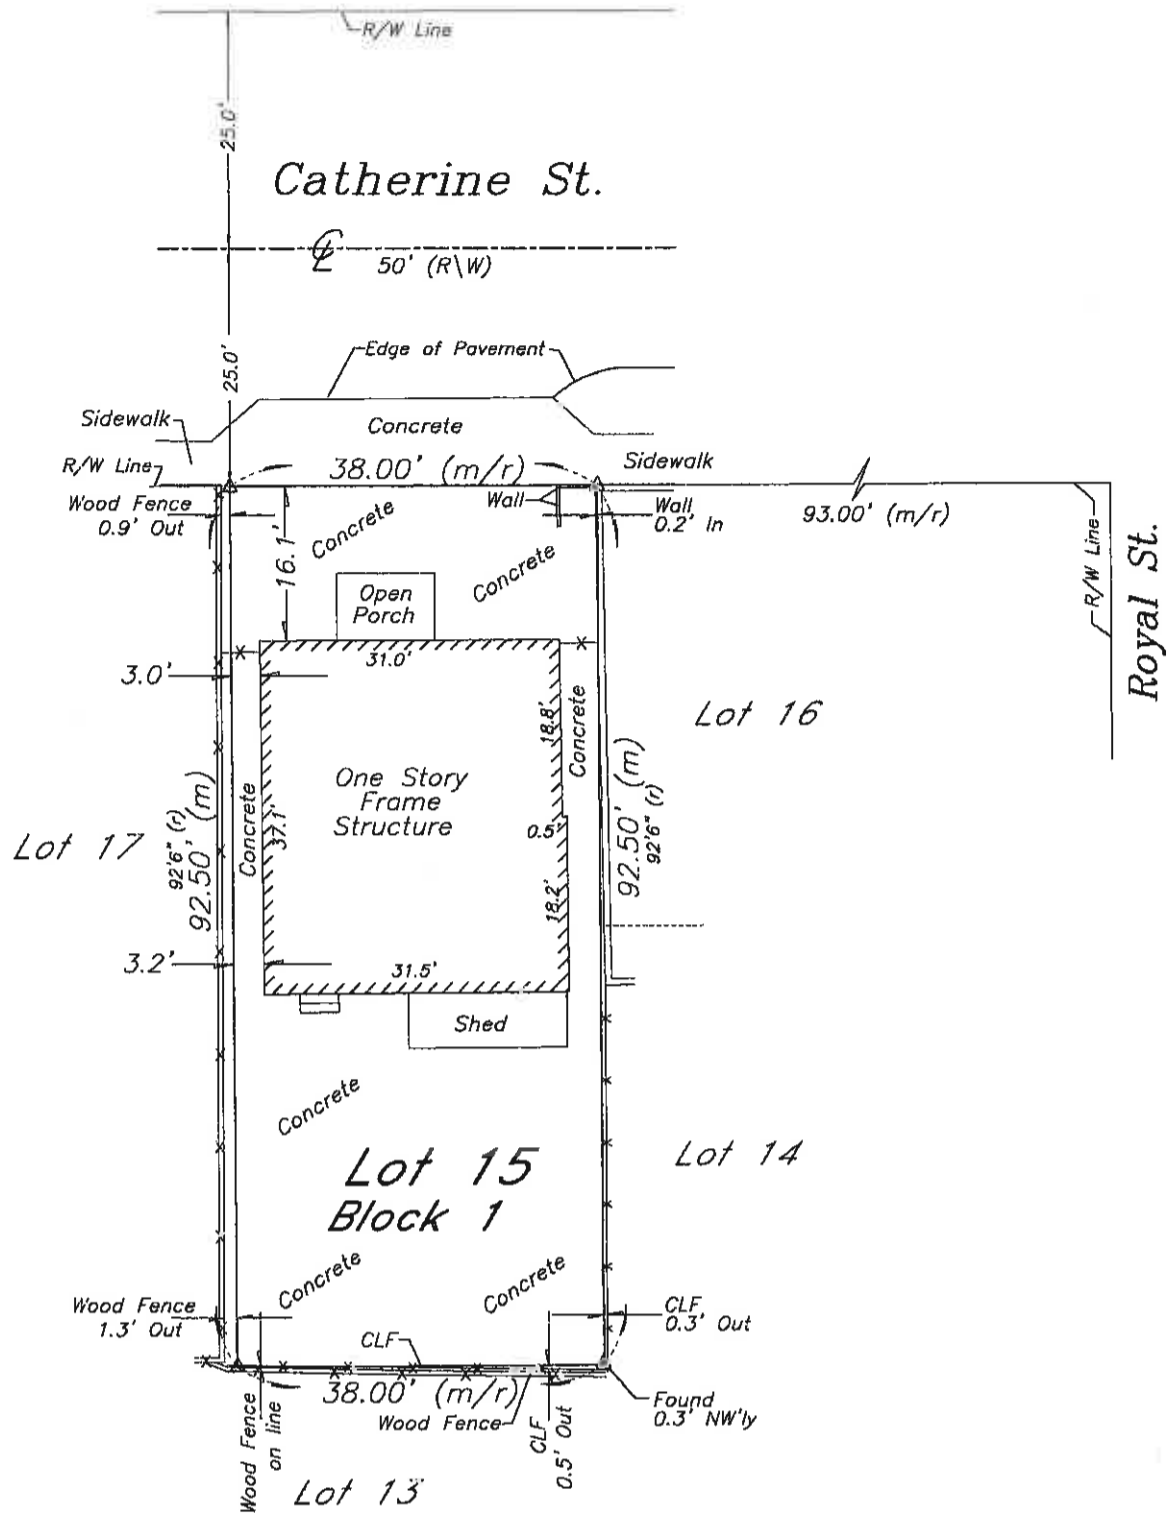 R/W Line
25.0'
Catherine St.
℄
50' (R\W)
25.0'
Edge of Pavement
Sidewalk
Concrete
R/W Line
38.00' (m/r)
Sidewalk
Wood Fence
0.9' Out
Concrete
Wall
Wall
0.2' In
93.00' (m/r)
R/W Line
Royal St.
16.1'
Concrete
Open
Porch
31.0'
3.0'
18.8'
Concrete
Lot 16
One Story
Frame
Structure
Concrete
37.1'
0.5'
92.50' (m)
92'6" (r)
Lot 17
92'6" (r)
92.50' (m)
18.2'
3.2'
31.5'
Shed
Concrete
Lot 15
Block 1
Lot 14
Concrete
Concrete
Wood Fence
1.3' Out
CLF
0.3' Out
CLF
38.00' (m/r)
Wood Fence
Found
0.3' NW'ly
Wood Fence
on line
CLF
0.5' Out
Lot 13